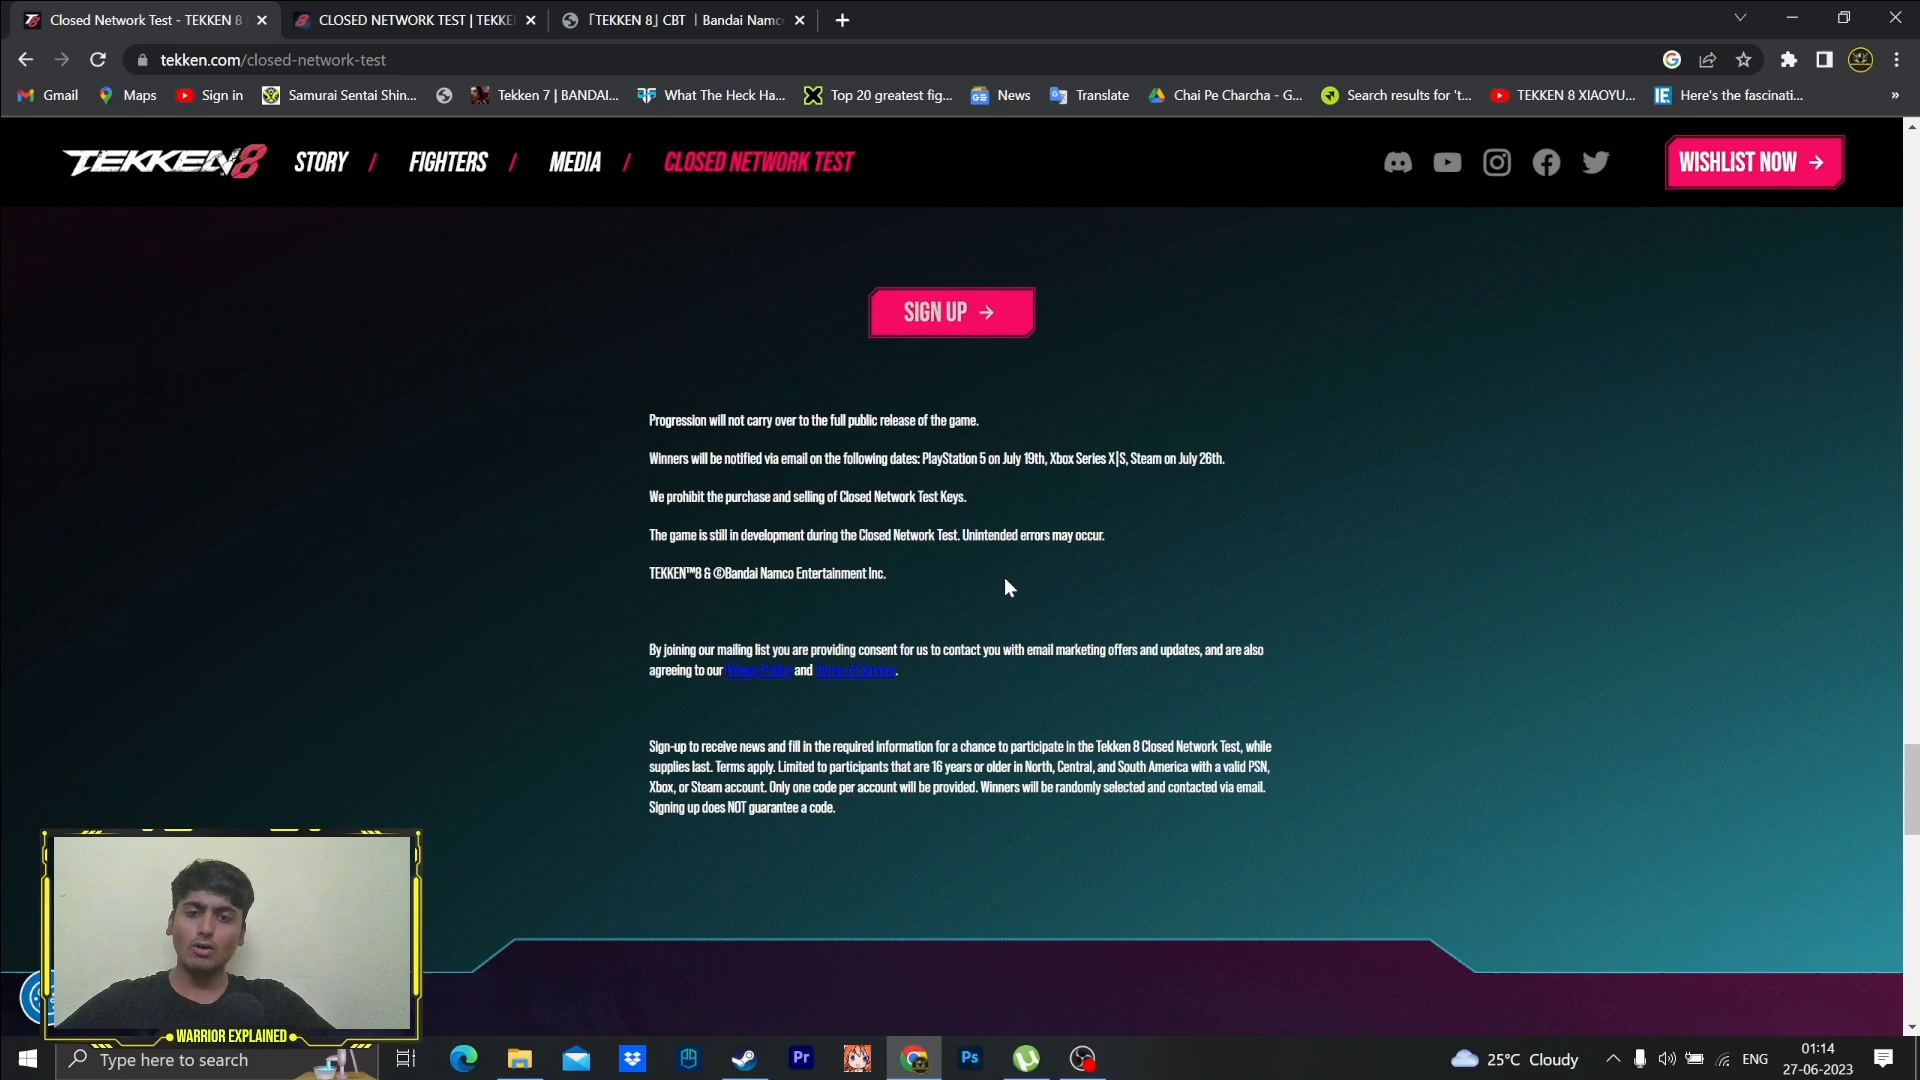 Closed Network Test - TEKKEN 8
CLOSED NETWORK TEST | TEKKE
「TEKKEN 8」 CBT | Bandai Namc
tekken.com/closed-network-test
Gmail
Maps
Sign in
Samurai Sentai Shin...
Tekken 7 | BANDAI...
What The Heck Ha...
Top 20 greatest fig...
News
Translate
Chai Pe Charcha - G...
Search results for 't...
TEKKEN 8 XIAOYU...
Here's the fascinati...
TEKKEN 8
STORY / FIGHTERS / MEDIA / CLOSED NETWORK TEST
WISHLIST NOW →
SIGN UP →
Progression will not carry over to the full public release of the game.
Winners will be notified via email on the following dates: PlayStation 5 on July 19th, Xbox Series X|S, Steam on July 26th.
We prohibit the purchase and selling of Closed Network Test Keys.
The game is still in development during the Closed Network Test. Unintended errors may occur.
TEKKEN™8 & ©Bandai Namco Entertainment Inc.
By joining our mailing list you are providing consent for us to contact you with email marketing offers and updates, and are also
agreeing to our Privacy Policy and Terms of Service.
Sign-up to receive news and fill in the required information for a chance to participate in the Tekken 8 Closed Network Test, while
supplies last. Terms apply. Limited to participants that are 16 years or older in North, Central, and South America with a valid PSN,
Xbox, or Steam account. Only one code per account will be provided. Winners will be randomly selected and contacted via email.
Signing up does NOT guarantee a code.
WARRIOR EXPLAINED
Type here to search
Pr
Ps
25°C Cloudy
ENG
01:14
27-06-2023